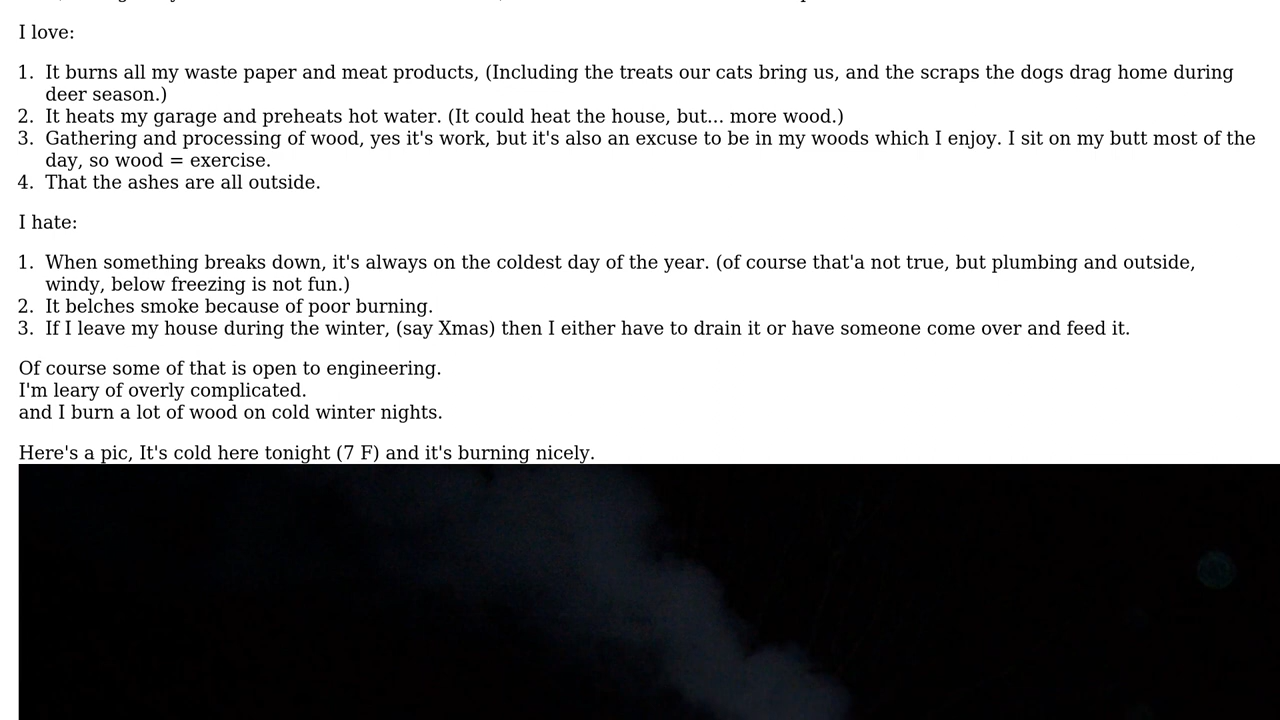 I love:
1. It burns all my waste paper and meat products, (Including the treats our cats bring us, and the scraps the dogs drag home during
deer season.)
2. It heats my garage and preheats hot water. (It could heat the house, but... more wood.)
3. Gathering and processing of wood, yes it's work, but it's also an excuse to be in my woods which I enjoy. I sit on my butt most of the
day, so wood = exercise.
4. That the ashes are all outside.
I hate:
1. When something breaks down, it's always on the coldest day of the year. (of course that'a not true, but plumbing and outside,
windy, below freezing is not fun.)
2. It belches smoke because of poor burning.
3. If I leave my house during the winter, (say Xmas) then I either have to drain it or have someone come over and feed it.
Of course some of that is open to engineering.
I'm leary of overly complicated.
and I burn a lot of wood on cold winter nights.
Here's a pic, It's cold here tonight (7 F) and it's burning nicely.